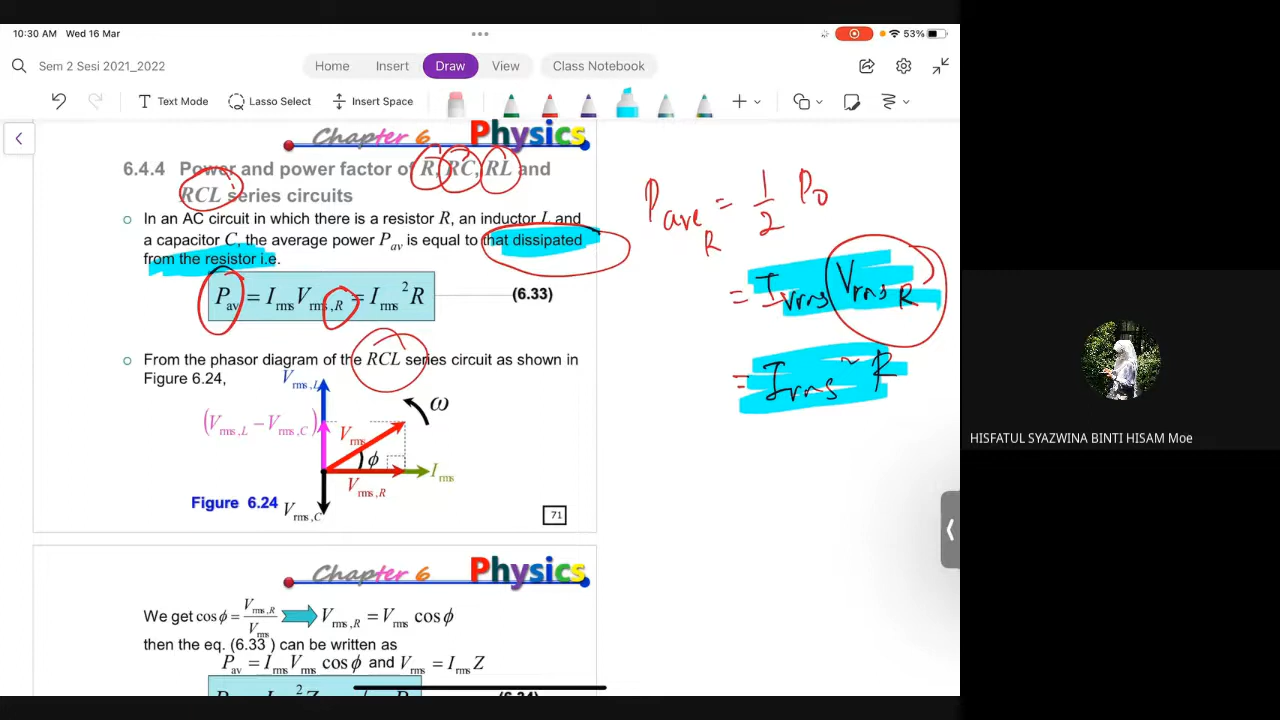 10:30 AM Wed 16 Mar
53%
Sem 2 Sesi 2021_2022
Home Insert Draw View Class Notebook
Text Mode Lasso Select Insert Space
Chapter 6 Physics
6.4.4 Power and power factor of R, RC, RL and
RCL series circuits
In an AC circuit in which there is a resistor R, an inductor L and
a capacitor C, the average power Pav is equal to that dissipated
from the resistor i.e.
Pav = Irms Vrms,R = Irms² R (6.33)
From the phasor diagram of the RCL series circuit as shown in
Figure 6.24,
Vrms,L
(Vrms,L − Vrms,C)
Vrms
ω
ϕ
Irms
Vrms,R
Figure 6.24
Vrms,C
71
Pave R = 1/2 P0
= Irms Vrms R
= Irms² R
Chapter 6 Physics
We get cos ϕ = Vrms,R / Vrms Vrms,R = Vrms cos ϕ
then the eq. (6.33 ) can be written as
Pav = Irms Vrms cos ϕ and Vrms = Irms Z
HISFATUL SYAZWINA BINTI HISAM Moe